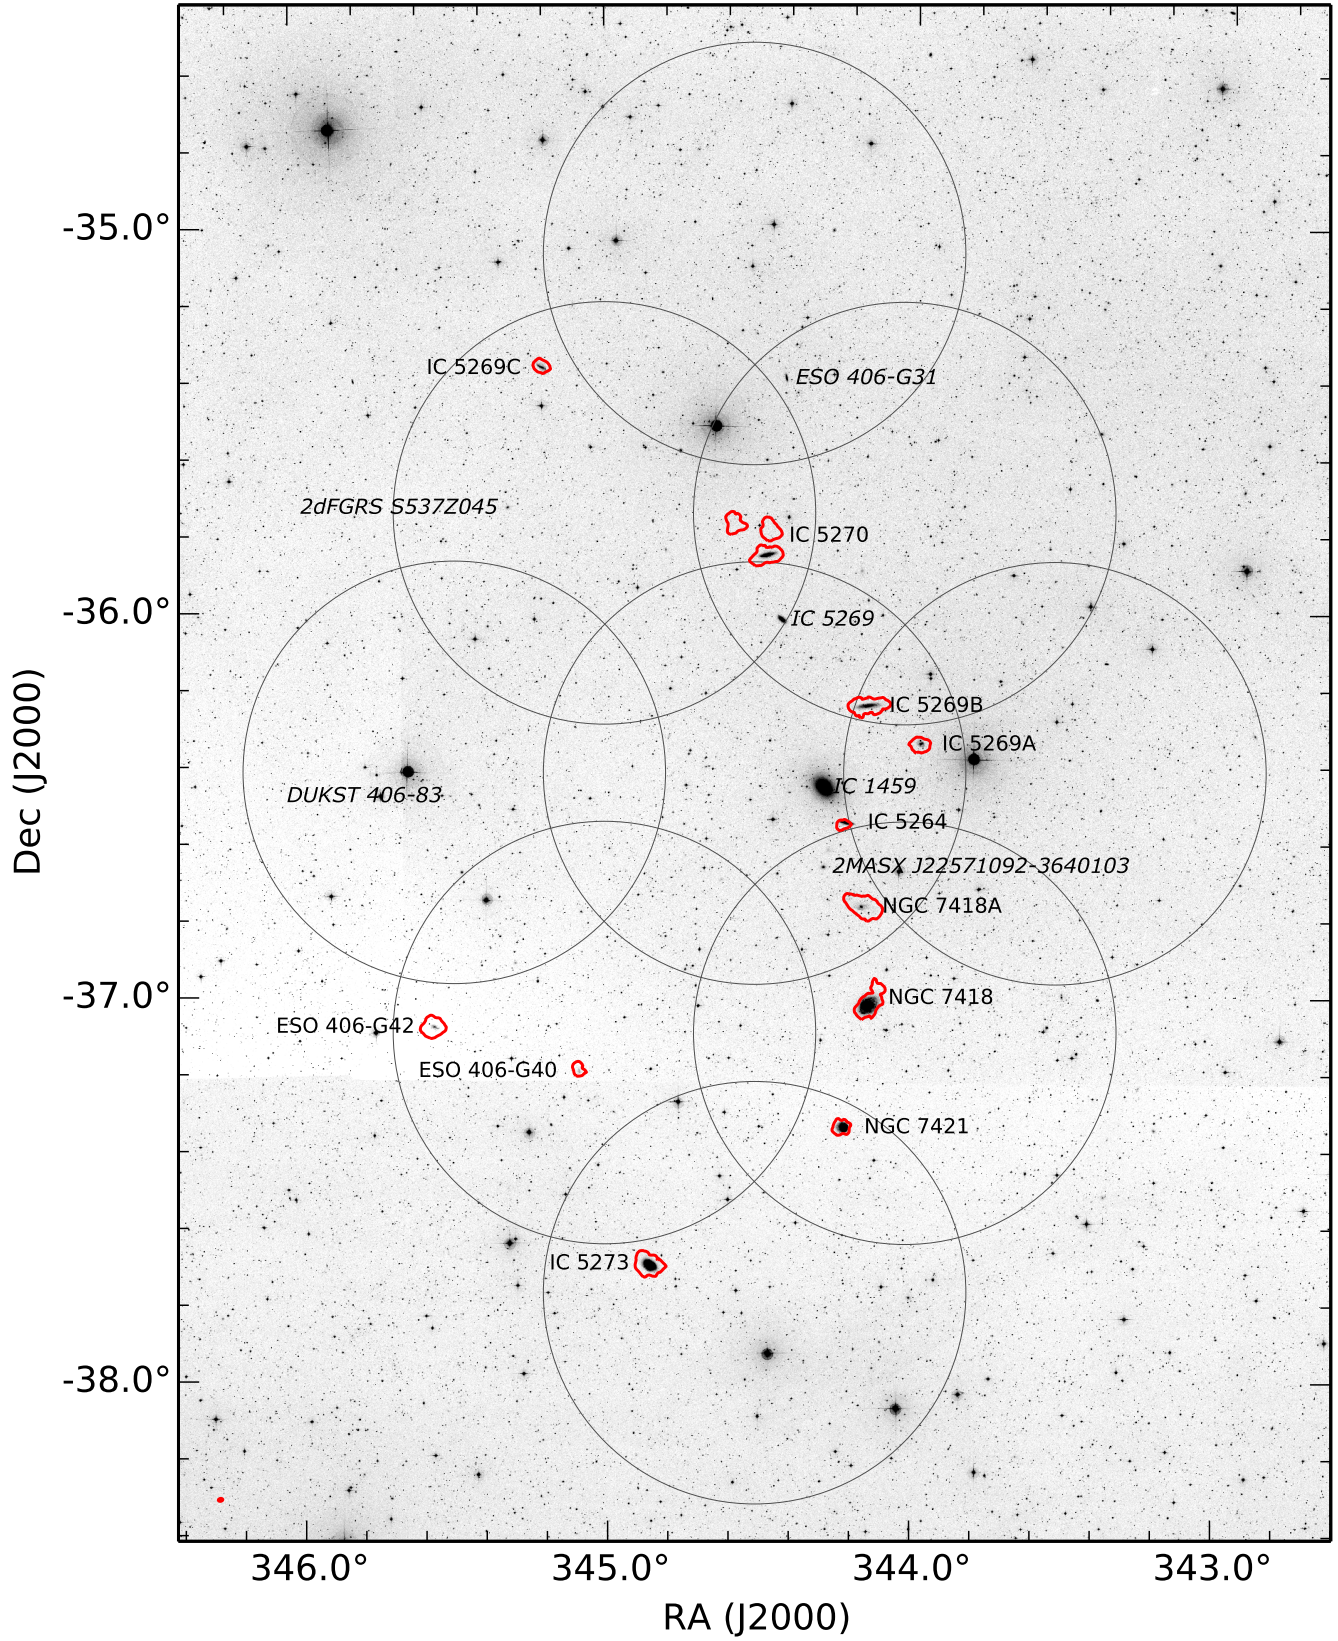 -35.0°
IC 5269C
ESO 406-G31
2dFGRS S537Z045
IC 5270
-36.0°
IC 5269
IC 5269B
IC 5269A
IC 1459
DUKST 406-83
IC 5264
2MASX J22571092-3640103
NGC 7418A
-37.0°
NGC 7418
ESO 406-G42
ESO 406-G40
NGC 7421
IC 5273
-38.0°
346.0°
345.0°
344.0°
343.0°
RA (J2000)
Dec (J2000)